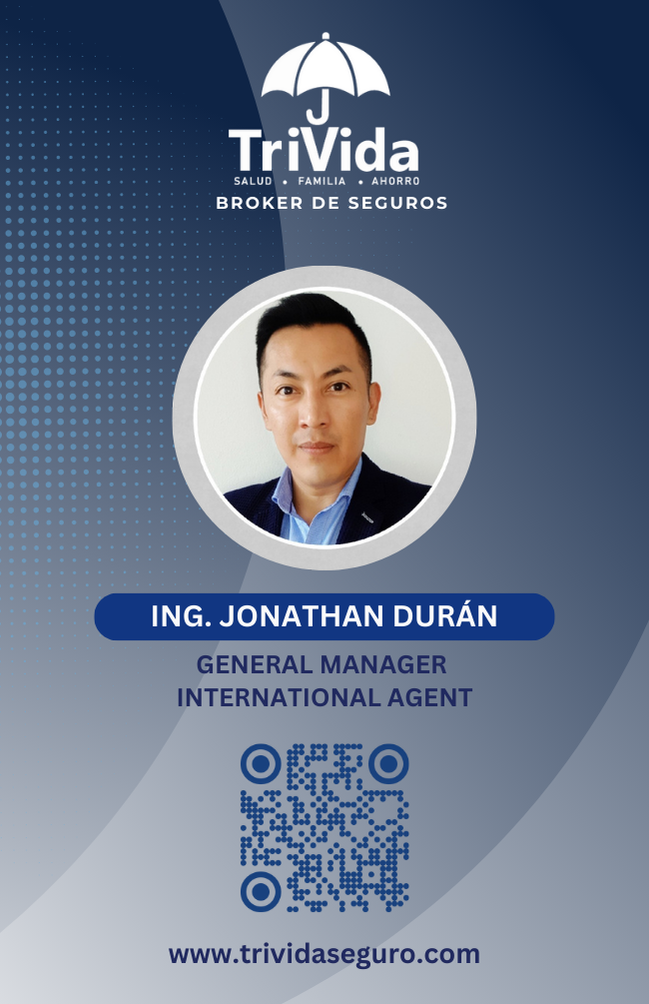 TriVida
SALUD • FAMILIA • AHORRO
BROKER DE SEGUROS
ING. JONATHAN DURÁN
GENERAL MANAGER
INTERNATIONAL AGENT
www.trividaseguro.com